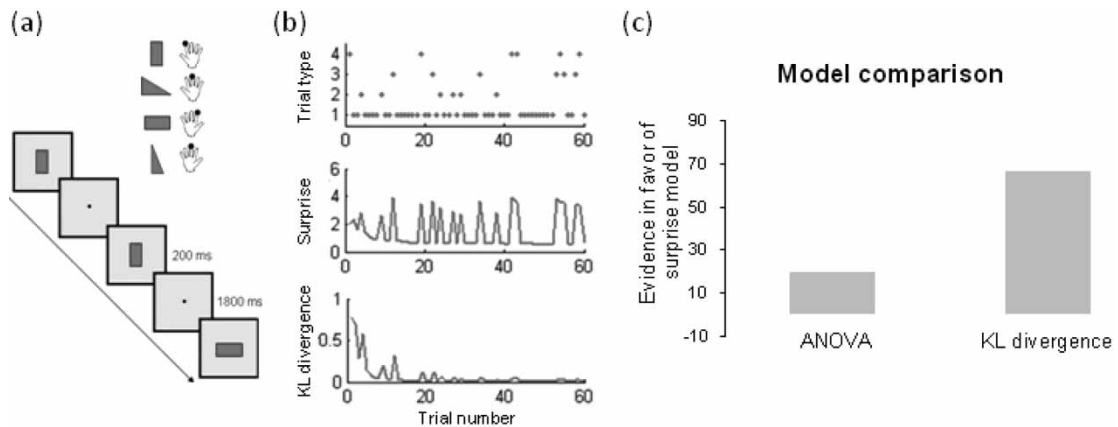 (a)
200 ms
1800 ms
(b)
Trial type
4
3
2
1
0 20 40 60
Surprise
6
4
2
0
0 20 40 60
KL divergence
1
0.5
0
0 20 40 60
Trial number
(c)
Model comparison
Evidence in favor of
surprise model
90
70
50
30
10
-10
ANOVA KL divergence